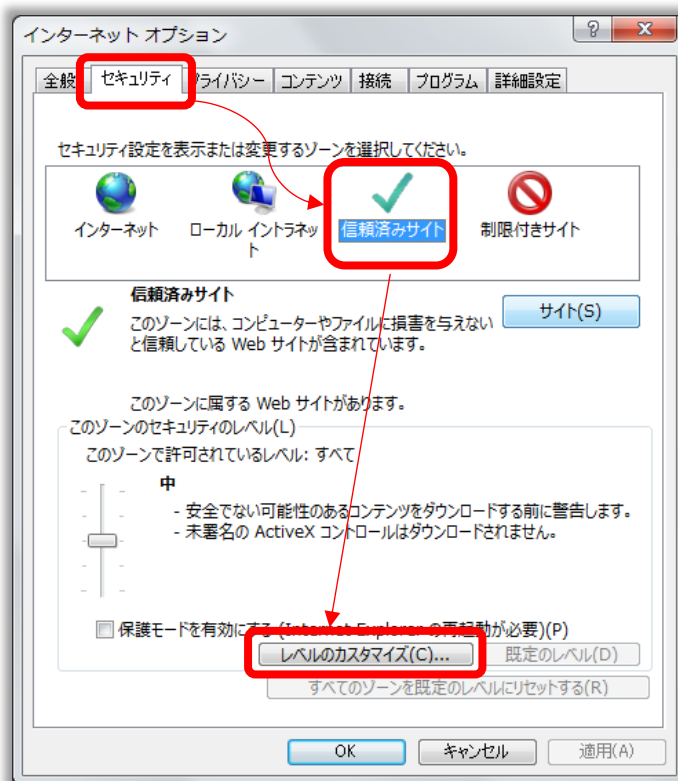 インターネット オプション
全般 セキュリティ プライバシー コンテンツ 接続 プログラム 詳細設定
セキュリティ設定を表示または変更するゾーンを選択してください。
インターネット ローカル イントラネッ 信頼済みサイト 制限付きサイト
ト
信頼済みサイト
サイト(S)
このゾーンには、コンピューターやファイルに損害を与えない
と信頼している Web サイトが含まれています。
このゾーンに属する Web サイトがあります。
このゾーンのセキュリティのレベル(L)
このゾーンで許可されているレベル: すべて
中
- 安全でない可能性のあるコンテンツをダウンロードする前に警告します。
- 未署名の ActiveX コントロールはダウンロードされません。
保護モードを有効にする (Internet Explorer の再起動が必要)(P)
レベルのカスタマイズ(C)... 既定のレベル(D)
すべてのゾーンを既定のレベルにリセットする(R)
OK キャンセル 適用(A)